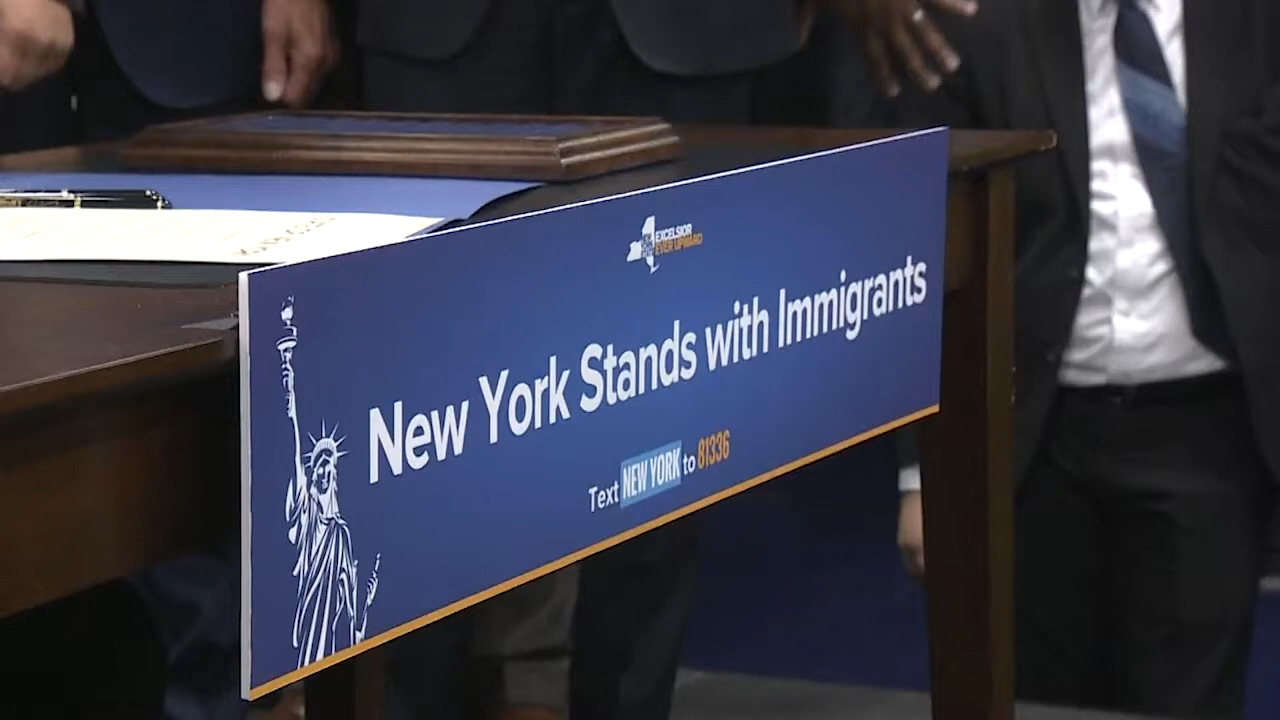 EXCELSIOR
EVER UPWARD
New York Stands with Immigrants
Text NEW YORK to 81336